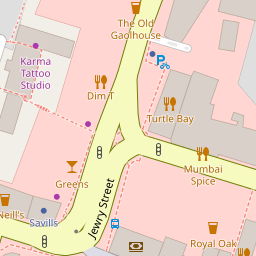 The Old
Gaolhouse
Karma
Tattoo
Studio
Dim T
Turtle Bay
Mumbai
Spice
Greens
Jewry Street
Neill's
Savills
Royal Oak